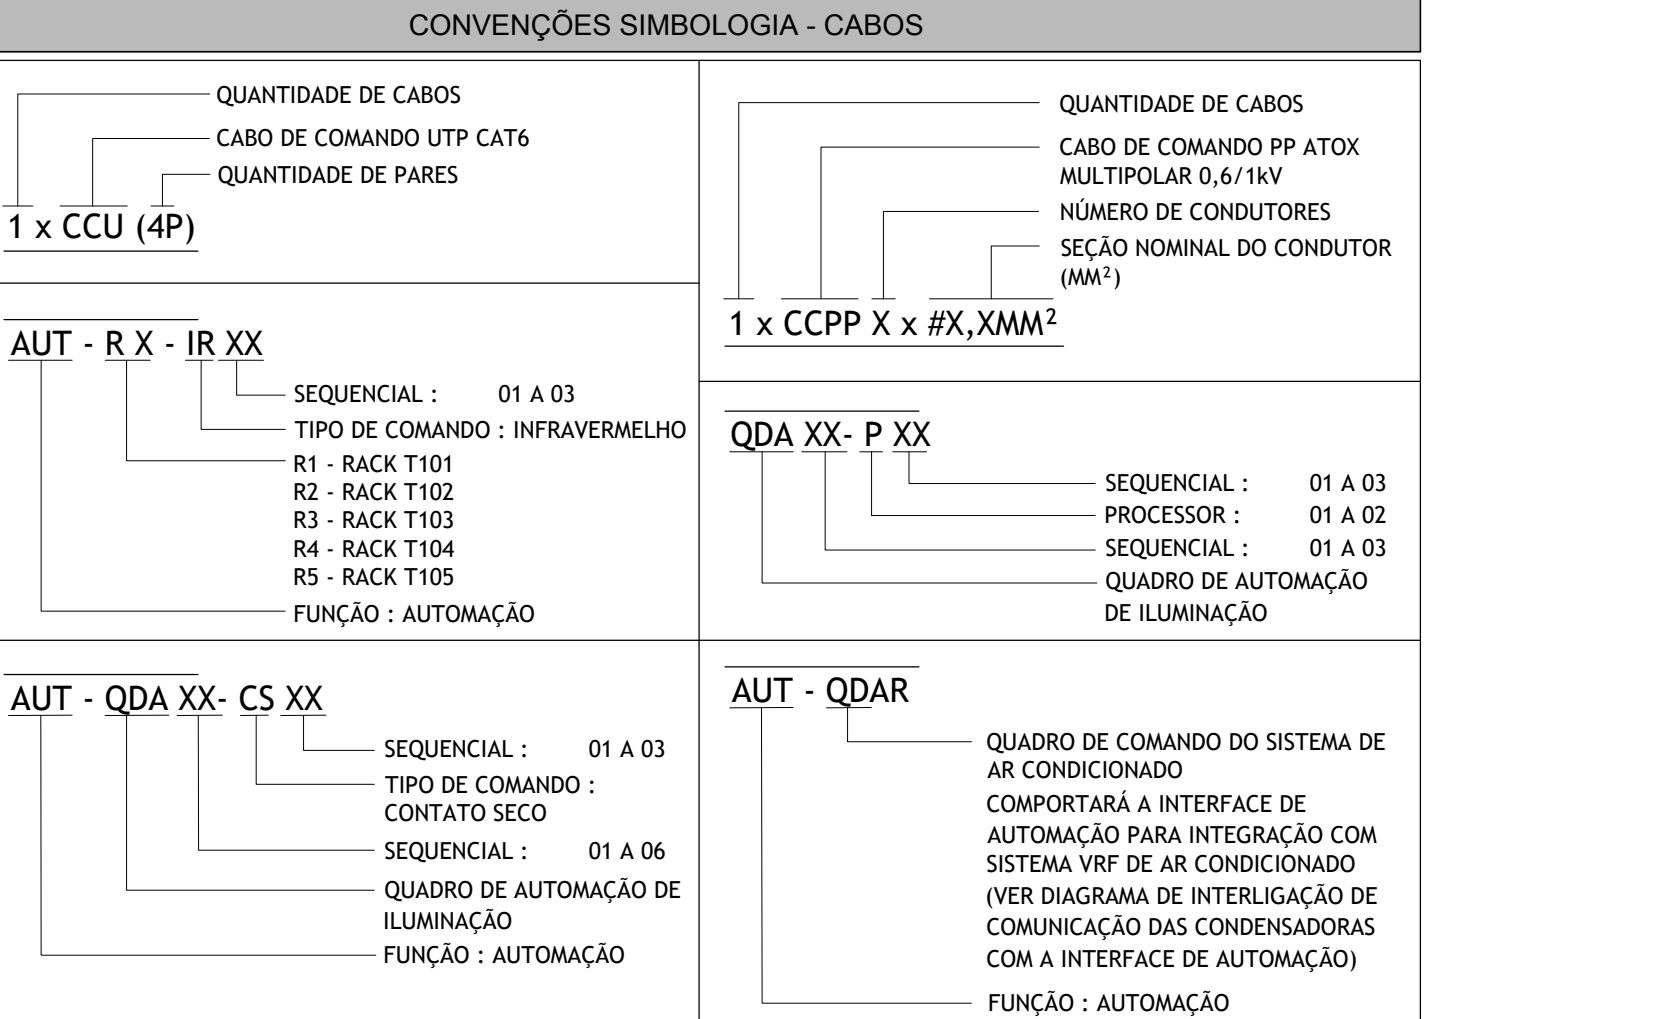 CONVENÇÕES SIMBOLOGIA - CABOS
QUANTIDADE DE CABOS
CABO DE COMANDO UTP CAT6
QUANTIDADE DE PARES
1 x CCU (4P)
QUANTIDADE DE CABOS
CABO DE COMANDO PP ATOX
MULTIPOLAR 0,6/1kV
NÚMERO DE CONDUTORES
SEÇÃO NOMINAL DO CONDUTOR
(MM²)
1 x CCPP X x #X,XMM²
AUT - R X - IR XX
SEQUENCIAL : 01 A 03
TIPO DE COMANDO : INFRAVERMELHO
R1 - RACK T101
R2 - RACK T102
R3 - RACK T103
R4 - RACK T104
R5 - RACK T105
FUNÇÃO : AUTOMAÇÃO
QDA XX- P XX
SEQUENCIAL : 01 A 03
PROCESSOR : 01 A 02
SEQUENCIAL : 01 A 03
QUADRO DE AUTOMAÇÃO
DE ILUMINAÇÃO
AUT - QDA XX- CS XX
SEQUENCIAL : 01 A 03
TIPO DE COMANDO :
CONTATO SECO
SEQUENCIAL : 01 A 06
QUADRO DE AUTOMAÇÃO DE
ILUMINAÇÃO
FUNÇÃO : AUTOMAÇÃO
AUT - QDAR
QUADRO DE COMANDO DO SISTEMA DE
AR CONDICIONADO
COMPORTARÁ A INTERFACE DE
AUTOMAÇÃO PARA INTEGRAÇÃO COM
SISTEMA VRF DE AR CONDICIONADO
(VER DIAGRAMA DE INTERLIGAÇÃO DE
COMUNICAÇÃO DAS CONDENSADORAS
COM A INTERFACE DE AUTOMAÇÃO)
FUNÇÃO : AUTOMAÇÃO